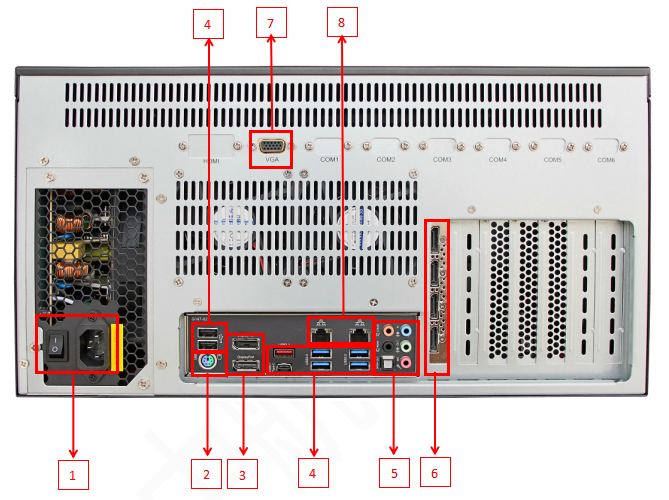 4
7
8
HDMI
VGA
COM1
COM2
COM3
COM4
COM5
COM6
DisplayPort
1
2
3
4
5
6